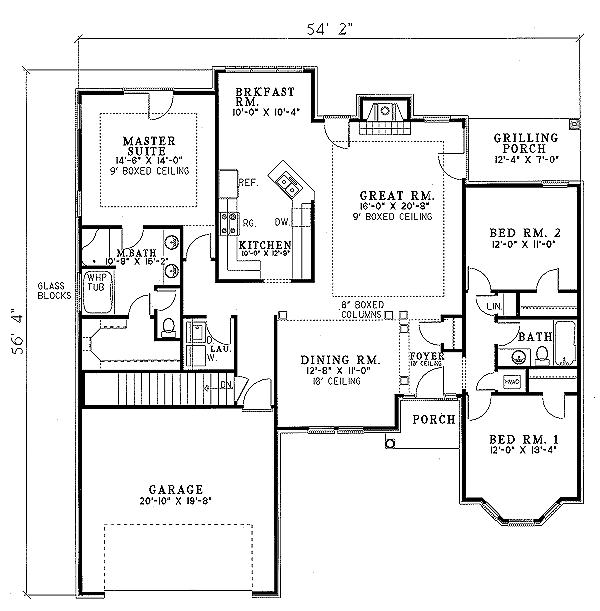 54' 2"
BRKFAST
RM.
10'-0" X 10'-4"
MASTER
SUITE
14'-6" X 14'-0"
9' BOXED CEILING
GRILLING
PORCH
12'-4" X 7'-0"
REF.
GREAT RM.
16'-0" X 20'-8"
9' BOXED CEILING
RG.
DW.
BED RM. 2
12'-0" X 11'-0"
KITCHEN
10'-0" X 12'-9"
M.BATH
10'-8" X 15'-2"
WHP
TUB
GLASS
BLOCKS
56' 4"
8" BOXED
COLUMNS
LIN.
D.
LAU.
W.
DINING RM.
12'-8" X 11'-0"
10' CEILING
FOYER
10' CEILING
BATH
HVAC
DN.
PORCH
BED RM. 1
12'-0" X 13'-4"
GARAGE
20'-10" X 19'-8"